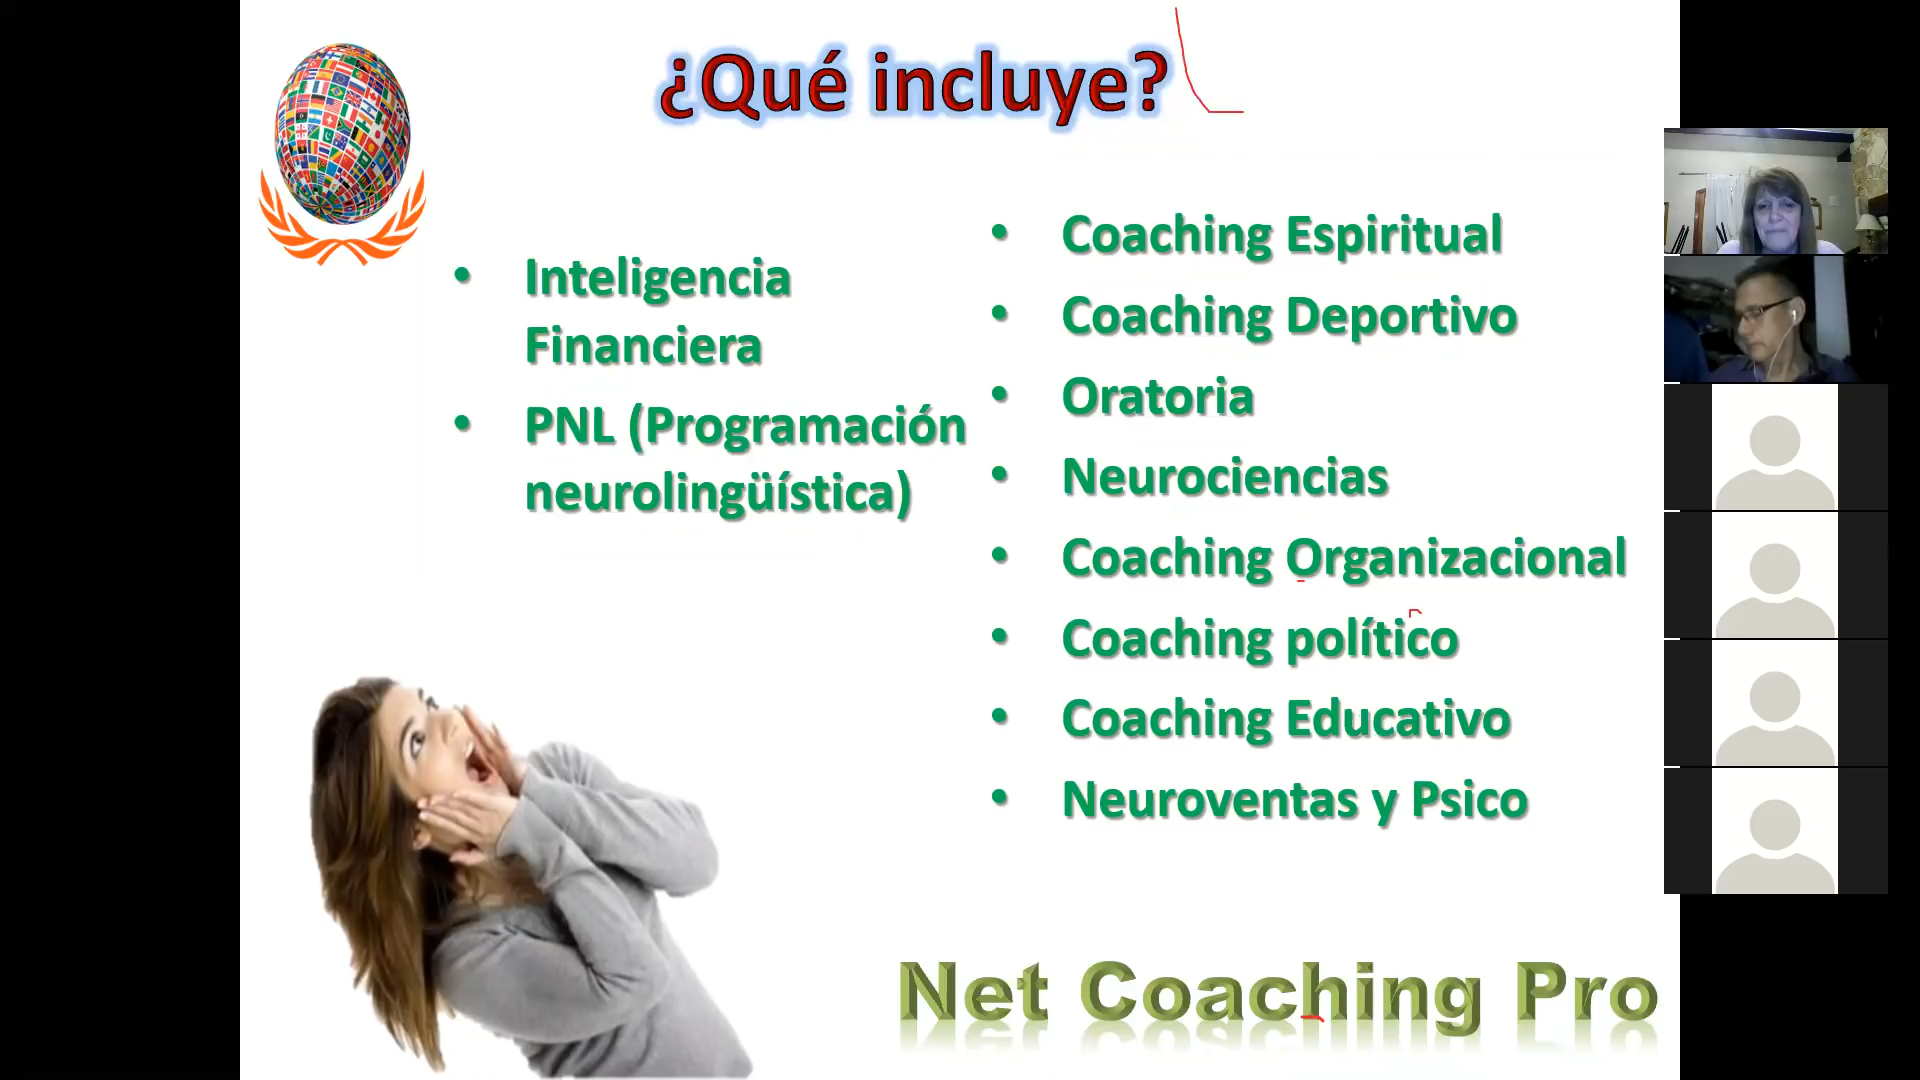 ¿Qué incluye?
Inteligencia
Financiera
PNL (Programación
neurolingüística)
Coaching Espiritual
Coaching Deportivo
Oratoria
Neurociencias
Coaching Organizacional
Coaching político
Coaching Educativo
Neuroventas y Psico
Net Coaching Pro